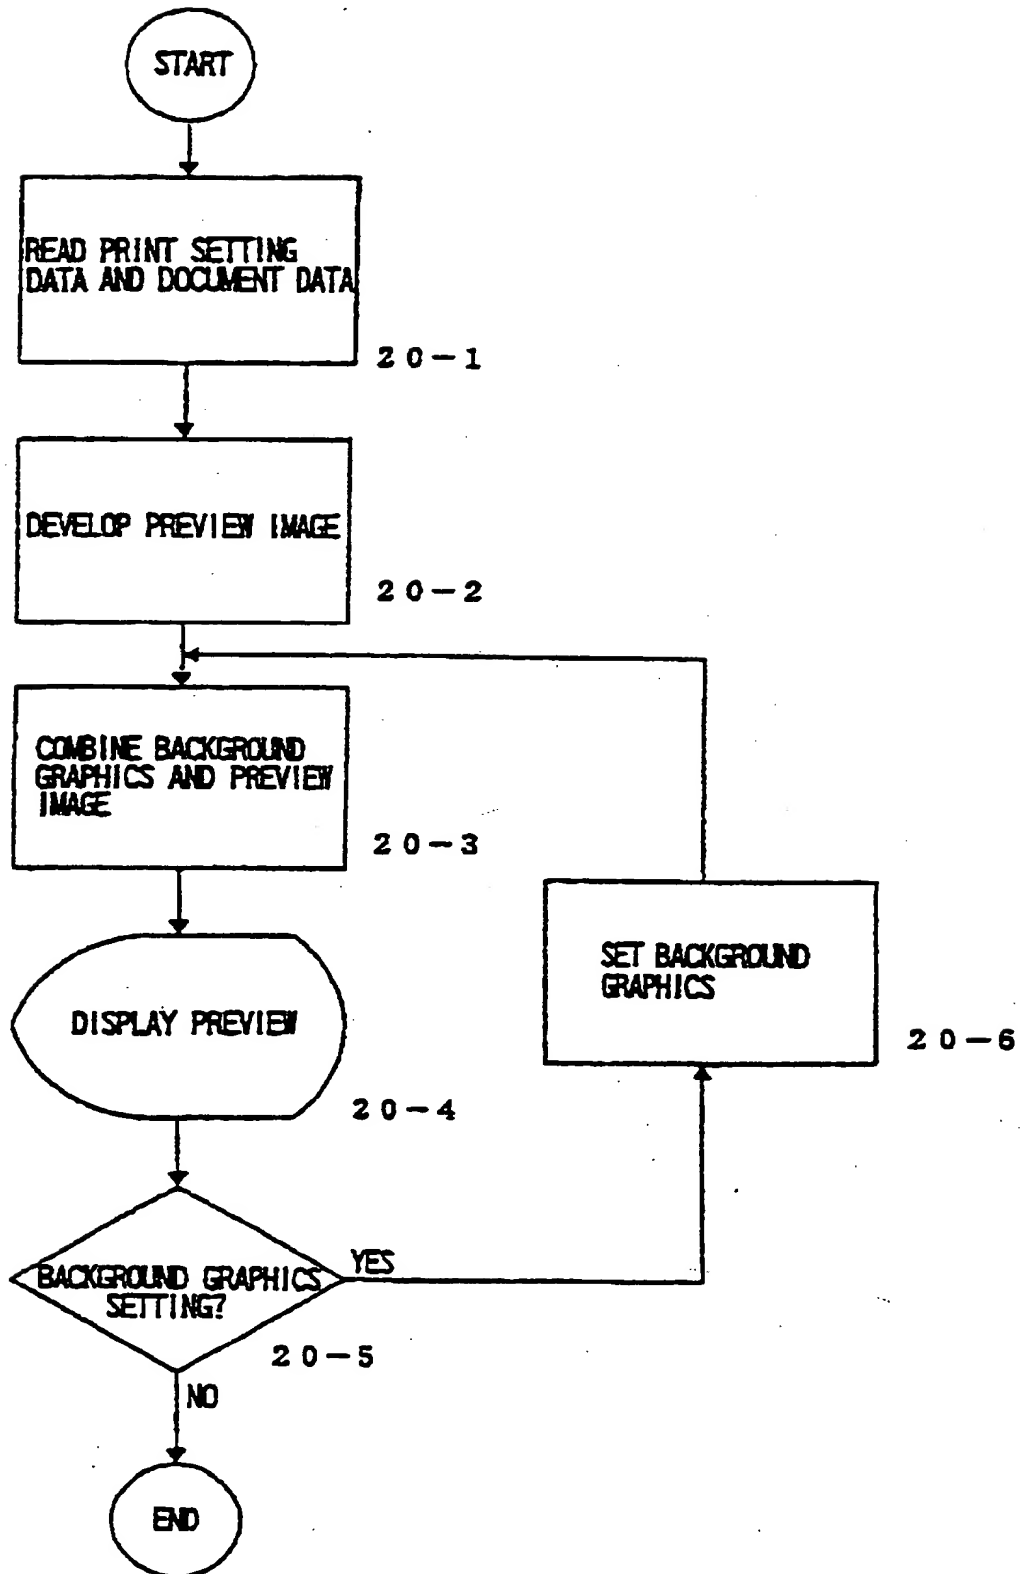 START
READ PRINT SETTING
DATA AND DOCUMENT DATA
20-1
DEVELOP PREVIEW IMAGE
20-2
COMBINE BACKGROUND
GRAPHICS AND PREVIEW
IMAGE
20-3
DISPLAY PREVIEW
20-4
BACKGROUND GRAPHICS
SETTING?
20-5
YES
SET BACKGROUND
GRAPHICS
20-6
NO
END